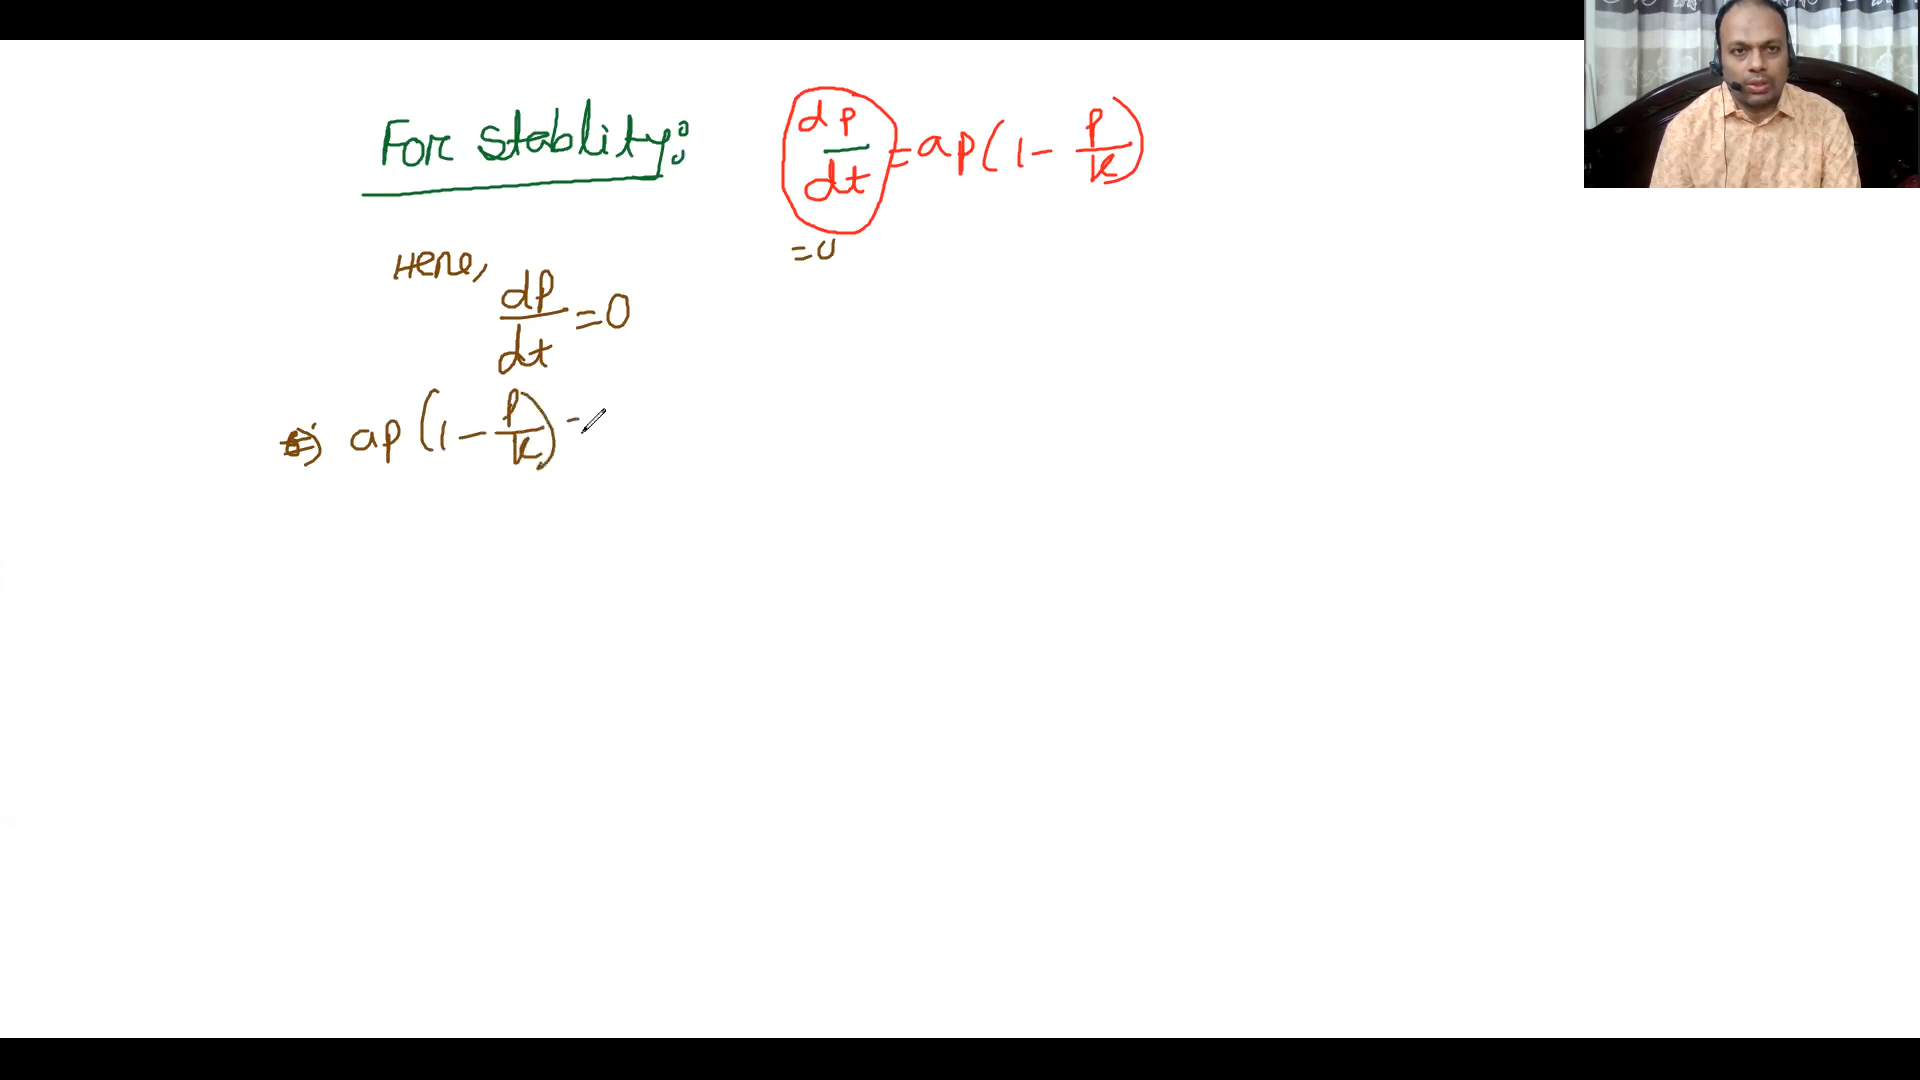 For stablity: dp/dt = ap(1 - p/k)
= 0
Here,
dp/dt = 0
⇒ ap(1 - p/k) -